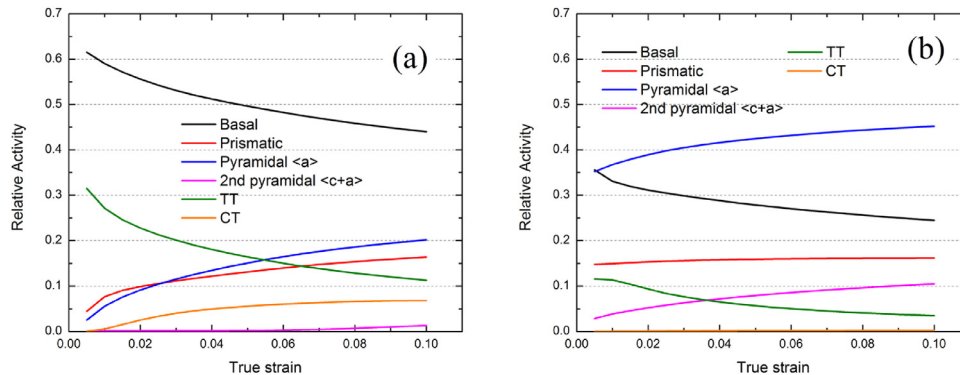 0.7
0.6
0.5
0.4
0.3
0.2
0.1
0.0
Relative Activity
(a)
Basal
Prismatic
Pyramidal <a>
2nd pyramidal <c+a>
TT
CT
0.00 0.02 0.04 0.06 0.08 0.10
True strain
0.7
0.6
0.5
0.4
0.3
0.2
0.1
0.0
Relative Activity
(b)
Basal TT
Prismatic CT
Pyramidal <a>
2nd pyramidal <c+a>
0.00 0.02 0.04 0.06 0.08 0.10
True strain